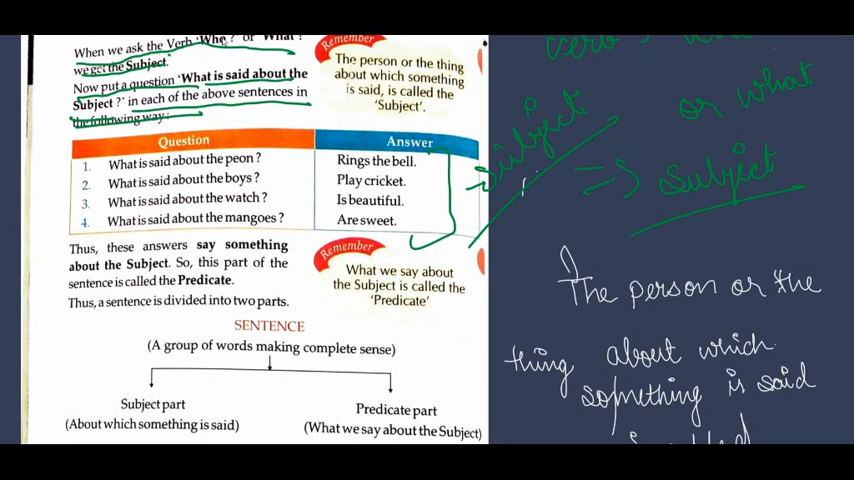 When we ask the Verb 'Who? or 'What?
we get the Subject.
Now put a question 'What is said about the
Subject ?' in each of the above sentences in
the following way:
Remember
The person or the thing
about which something
is said, is called the
'Subject'.
Question Answer
1. What is said about the peon ? Rings the bell.
2. What is said about the boys ? Play cricket.
3. What is said about the watch ? Is beautiful.
4. What is said about the mangoes ? Are sweet.
Thus, these answers say something
about the Subject. So, this part of the
sentence is called the Predicate.
Thus, a sentence is divided into two parts.
Remember
What we say about
the Subject is called the
'Predicate'
SENTENCE
(A group of words making complete sense)
Subject part
(About which something is said)
Predicate part
(What we say about the Subject)
verb
or what
Subject
=> Subject
The person or the
thing about which
something is said